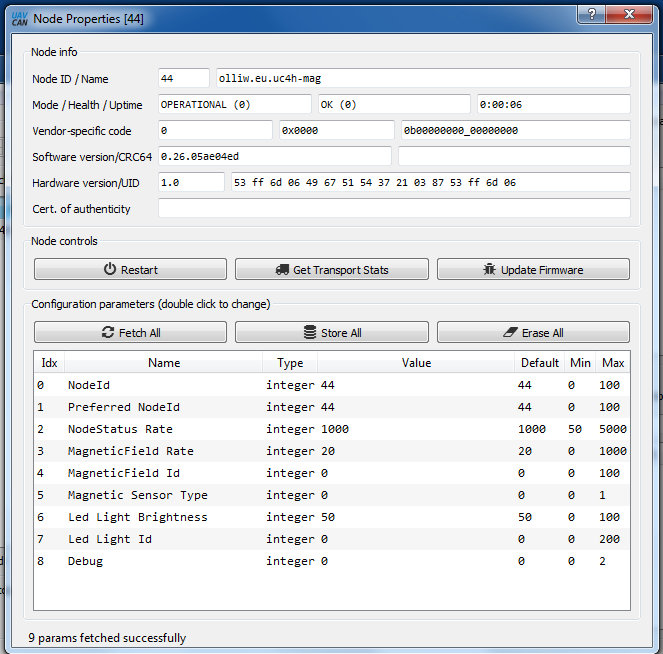 UAV CAN Node Properties [44]
Node info
Node ID / Name 44 olliw.eu.uc4h-mag
Mode / Health / Uptime OPERATIONAL (0) OK (0) 0:00:06
Vendor-specific code 0 0x0000 0b00000000_00000000
Software version/CRC64 0.26.05ae04ed
Hardware version/UID 1.0 53 ff 6d 06 49 67 51 54 37 21 03 87 53 ff 6d 06
Cert. of authenticity
Node controls
Restart Get Transport Stats Update Firmware
Configuration parameters (double click to change)
Fetch All Store All Erase All
Idx Name Type Value Default Min Max
0 NodeId integer 44 44 0 100
1 Preferred NodeId integer 44 44 0 100
2 NodeStatus Rate integer 1000 1000 50 5000
3 MagneticField Rate integer 20 20 0 1000
4 MagneticField Id integer 0 0 0 100
5 Magnetic Sensor Type integer 0 0 0 1
6 Led Light Brightness integer 50 50 0 100
7 Led Light Id integer 0 0 0 200
8 Debug integer 0 0 0 2
9 params fetched successfully